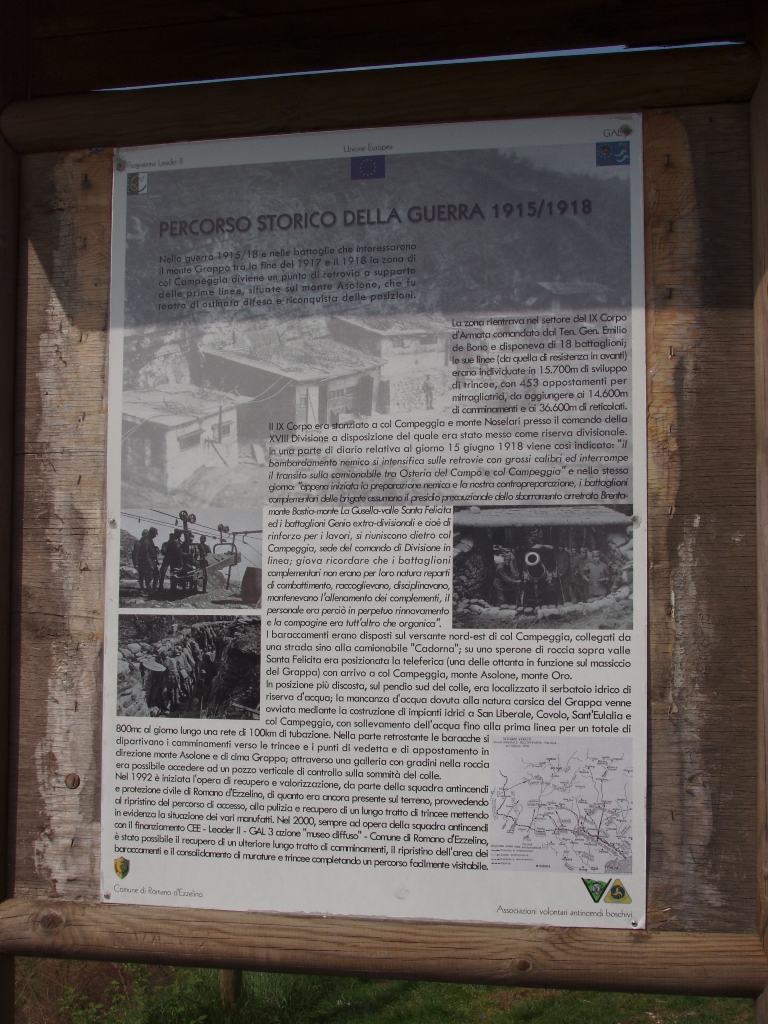 Unione Europea
GAL
Programma Leader II
PERCORSO STORICO DELLA GUERRA 1915/1918
Nella guerra 1915/18 e nelle battaglie che interessarono
il monte Grappa tra la fine del 1917 e il 1918 la zona di
col Campeggia diviene un punto di retrovia a supporto
delle prime linee, situate sul monte Asolone, che fu
teatro di ostinata difesa e riconquista delle posizioni.
La zona rientrava nel settore del IX Corpo
d'Armata comandato dal Ten. Gen. Emilio
de Bono e disponeva di 18 battaglioni;
le sue linee (da quella di resistenza in avanti)
erano individuate in 15.700m di sviluppo
di trincee, con 453 appostamenti per
mitragliatrici, da aggiungere ai 14.600m
di camminamenti e ai 36.600m di reticolati.
Il IX Corpo era stanziato a col Campeggia e monte Noselari presso il comando della
XVIII Divisione a disposizione del quale era stato messo come riserva divisionale.
In una parte di diario relativa al giorno 15 giugno 1918 viene così indicato: "il
bombardamento nemico si intensifica sulle retrovie con grossi calibri ed interrompe
il transito sulla camionabile tra Osteria del Campo e col Campeggia" e nello stesso
giorno: "appena iniziata la preparazione nemica e la nostra contropreparazione, i battaglioni
complementari delle brigate assumano il presidio precauzionale dello sbarramento arretrato Brenta-
monte Bastia-monte La Gusella-valle Santa Felicita
ed i battaglioni Genio extra-divisionali e cioè di
rinforzo per i lavori, si riuniscono dietro col
Campeggia, sede del comando di Divisione in
linea; giova ricordare che i battaglioni
complementari non erano per loro natura reparti
di combattimento, raccoglievano, disciplinavano,
mantenevano l'allenamento dei complementi, il
personale era perciò in perpetuo rinnovamento
e la compagine era tutt'altro che organica".
I baraccamenti erano disposti sul versante nord-est di col Campeggia, collegati da
una strada sino alla camionabile "Cadorna"; su uno sperone di roccia sopra valle
Santa Felicita era posizionata la teleferica (una delle ottanta in funzione sul massiccio
del Grappa) con arrivo a col Campeggia, monte Asolone, monte Oro.
In posizione più discosta, sul pendio sud del colle, era localizzato il serbatoio idrico di
riserva d'acqua; la mancanza d'acqua dovuta alla natura carsica del Grappa venne
ovviata mediante la costruzione di impianti idrici a San Liberale, Covolo, Sant'Eulalia e
col Campeggia, con sollevamento dell'acqua fino alla prima linea per un totale di
800mc al giorno lungo una rete di 100km di tubazione. Nella parte retrostante le baracche si
dipartivano i camminamenti verso le trincee e i punti di vedetta e di appostamento in
direzione monte Asolone e di cima Grappa; attraverso una galleria con gradini nella roccia
era possibile accedere ad un pozzo verticale di controllo sulla sommità del colle.
Nel 1992 è iniziata l'opera di recupero e valorizzazione, da parte della squadra antincendi
e protezione civile di Romano d'Ezzelino, di quanto era ancora presente sul terreno, provvedendo
al ripristino del percorso di accesso, alla pulizia e recupero di un lungo tratto di trincee mettendo
in evidenza la situazione dei vari manufatti. Nel 2000, sempre ad opera della squadra antincendi
con il finanziamento CEE - Leader II - GAL 3 azione "museo diffuso" - Comune di Romano d'Ezzelino,
è stato possibile il recupero di un ulteriore lungo tratto di camminamenti, il ripristino dell'area dei
baraccamenti e il consolidamento di murature e trincee completando un percorso facilmente visitabile.
Comune di Romano d'Ezzelino
Associazioni volontari antincendi boschivi